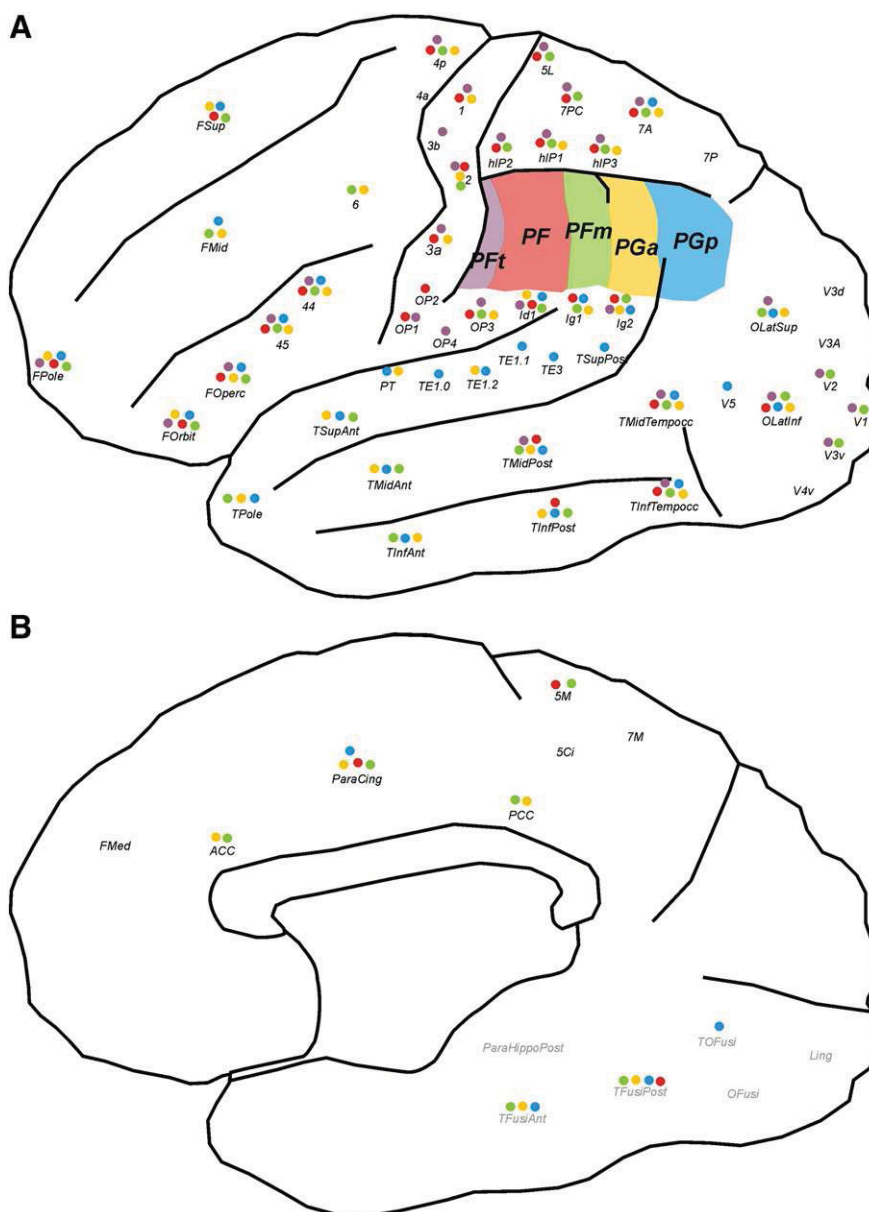 A
4p
5L
4a
1
7PC
FSup
7A
3b
hIP2
hIP1
hIP3
7P
2
6
FMid
3a
PFt
PF
PFm
PGa
PGp
44
OP2
V3d
45
OP1
OP3
Id1
Ig1
Ig2
OLatSup
OP4
V3A
TE1.1
TSupPost
FPole
FOperc
PT
TE1.0
TE1.2
TE3
V5
V2
TMidTempocc
OLatInf
V1
FOrbit
TSupAnt
V3v
TMidPost
TMidAnt
V4v
TPole
TInfPost
TInfTempocc
TInfAnt
B
5M
7M
5Ci
ParaCing
PCC
FMed
ACC
ParaHippoPost
TOFusi
Ling
TFusiPost
OFusi
TFusiAnt